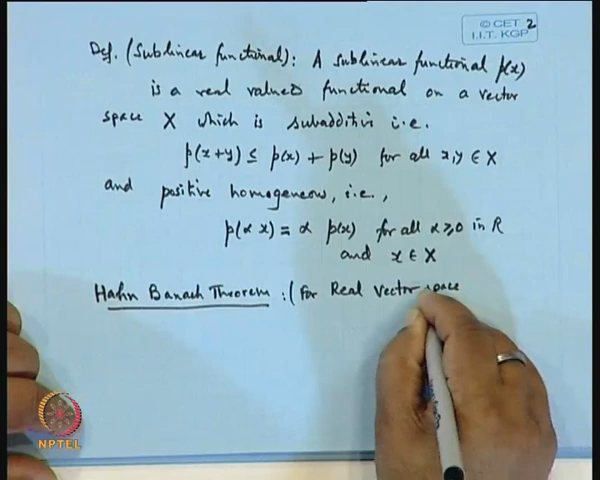 © CET
I.I.T. KGP
2
Def. (Sublinear functional): A sublinear functional p(x)
is a real valued functional on a vector
space X which is subadditive i.e.
p(x+y) ≤ p(x) + p(y) for all x,y ∈ X
and positive homogeneous, i.e.,
p(α x) = α p(x) for all α≥0 in R
and x ∈ X
Hahn Banach Theorem : (For Real Vector space
NPTEL